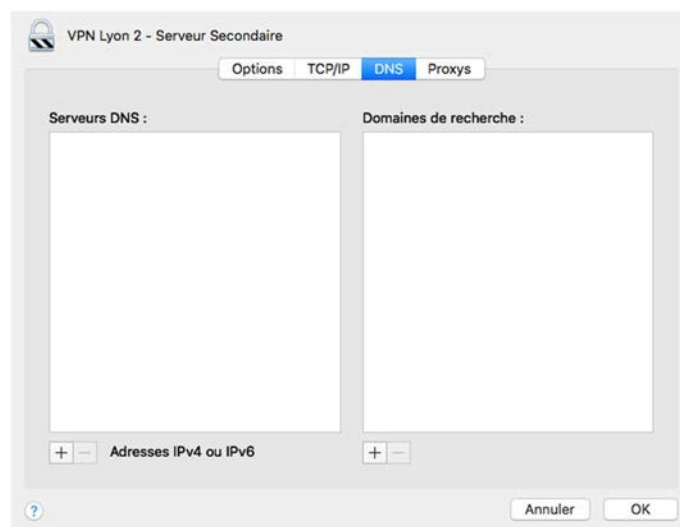 VPN Lyon 2 - Serveur Secondaire
Options TCP/IP DNS Proxys
Serveurs DNS :
Domaines de recherche :
+ − Adresses IPv4 ou IPv6
+ −
? Annuler OK